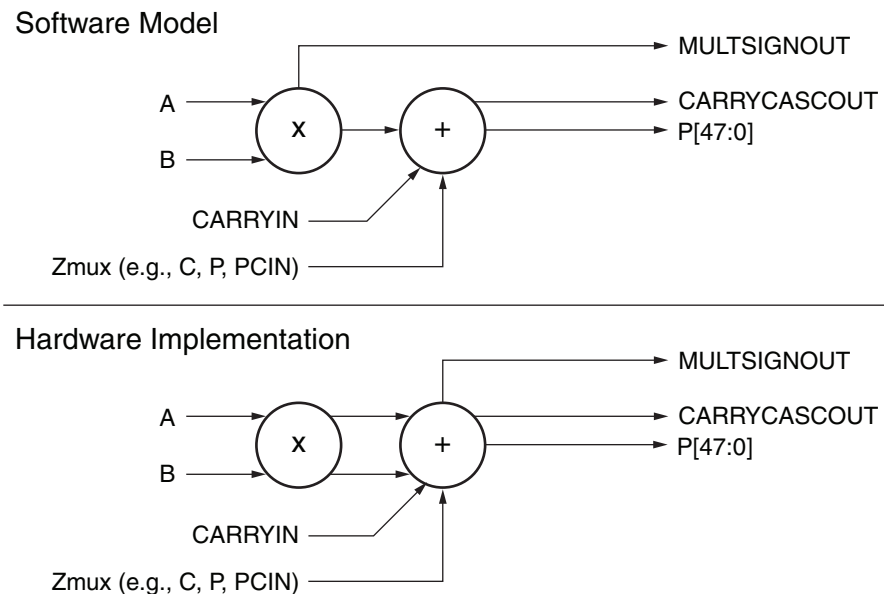 Software Model
MULTSIGNOUT
A
CARRYCASCOUT
x
+
P[47:0]
B
CARRYIN
Zmux (e.g., C, P, PCIN)
Hardware Implementation
MULTSIGNOUT
A
CARRYCASCOUT
x
+
P[47:0]
B
CARRYIN
Zmux (e.g., C, P, PCIN)